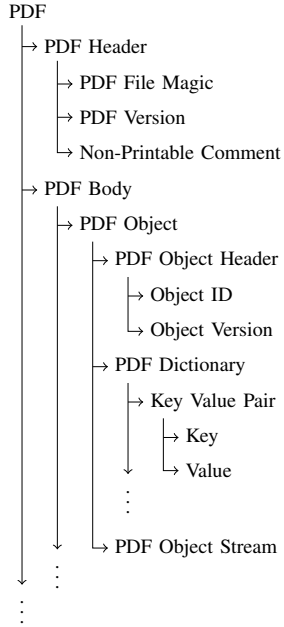 PDF
PDF Header
PDF File Magic
PDF Version
Non-Printable Comment
PDF Body
PDF Object
PDF Object Header
Object ID
Object Version
PDF Dictionary
Key Value Pair
Key
Value
PDF Object Stream